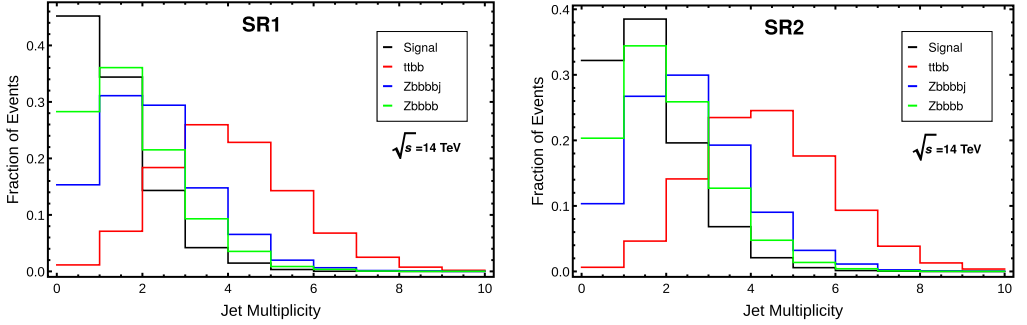 SR1
Fraction of Events
0.4
0.3
0.2
0.1
0.0
Signal
ttbb
Zbbbbj
Zbbbb
√s =14 TeV
0 2 4 6 8 10
Jet Multiplicity
SR2
Fraction of Events
0.4
0.3
0.2
0.1
0.0
Signal
ttbb
Zbbbbj
Zbbbb
√s =14 TeV
0 2 4 6 8 10
Jet Multiplicity